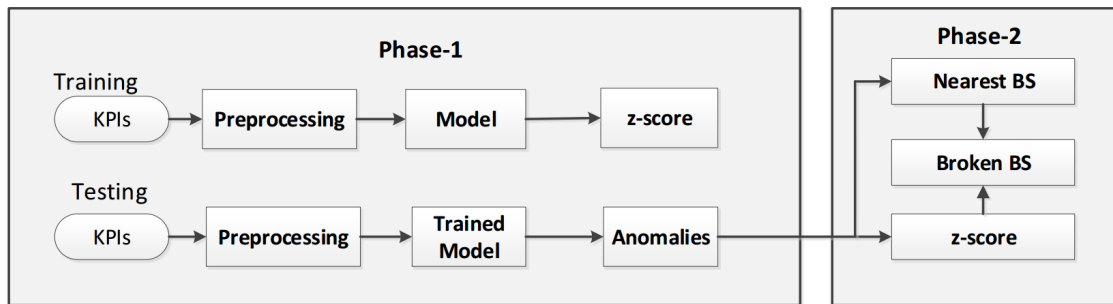 Phase-1
Training
KPIs
Preprocessing
Model
z-score
Testing
KPIs
Preprocessing
Trained
Model
Anomalies
Phase-2
Nearest BS
Broken BS
z-score